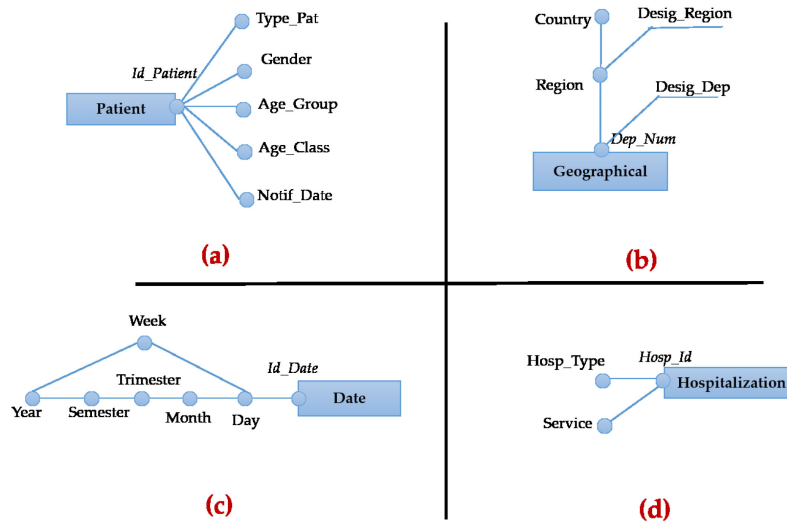 Type_Pat
Id_Patient
Gender
Patient
Age_Group
Age_Class
Notif_Date
(a)
Country
Desig_Region
Region
Desig_Dep
Dep_Num
Geographical
(b)
Week
Id_Date
Trimester
Date
Year
Semester
Month
Day
(c)
Hosp_Type
Hosp_Id
Hospitalization
Service
(d)